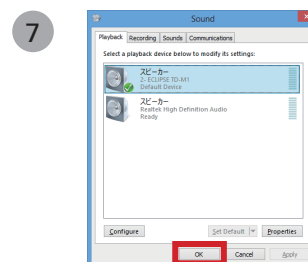 7
Sound
Playback Recording Sounds Communications
Select a playback device below to modify its settings:
スピーカー
2- ECLIPSE TD-M1
Default Device
スピーカー
Realtek High Definition Audio
Ready
Configure Set Default Properties
OK Cancel Apply